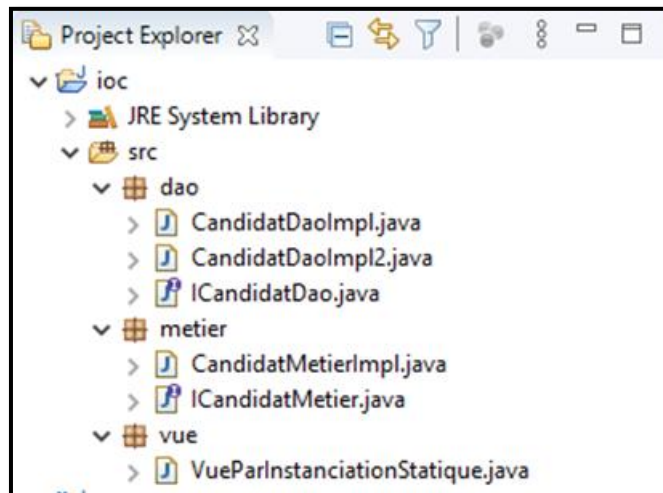 Project Explorer
ioc
JRE System Library
src
dao
CandidatDaoImpl.java
CandidatDaoImpl2.java
ICandidatDao.java
metier
CandidatMetierImpl.java
ICandidatMetier.java
vue
VueParInstanciationStatique.java